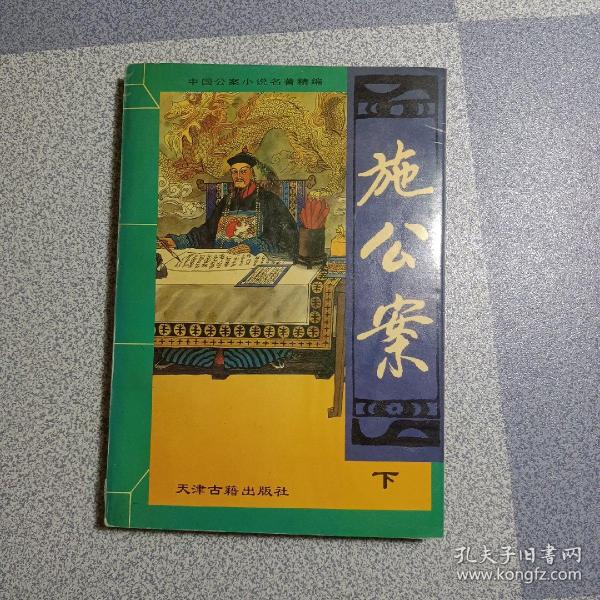 中国公案小说名著精编
施公案
下
天津古籍出版社
孔夫子旧书网
www.kongfz.com